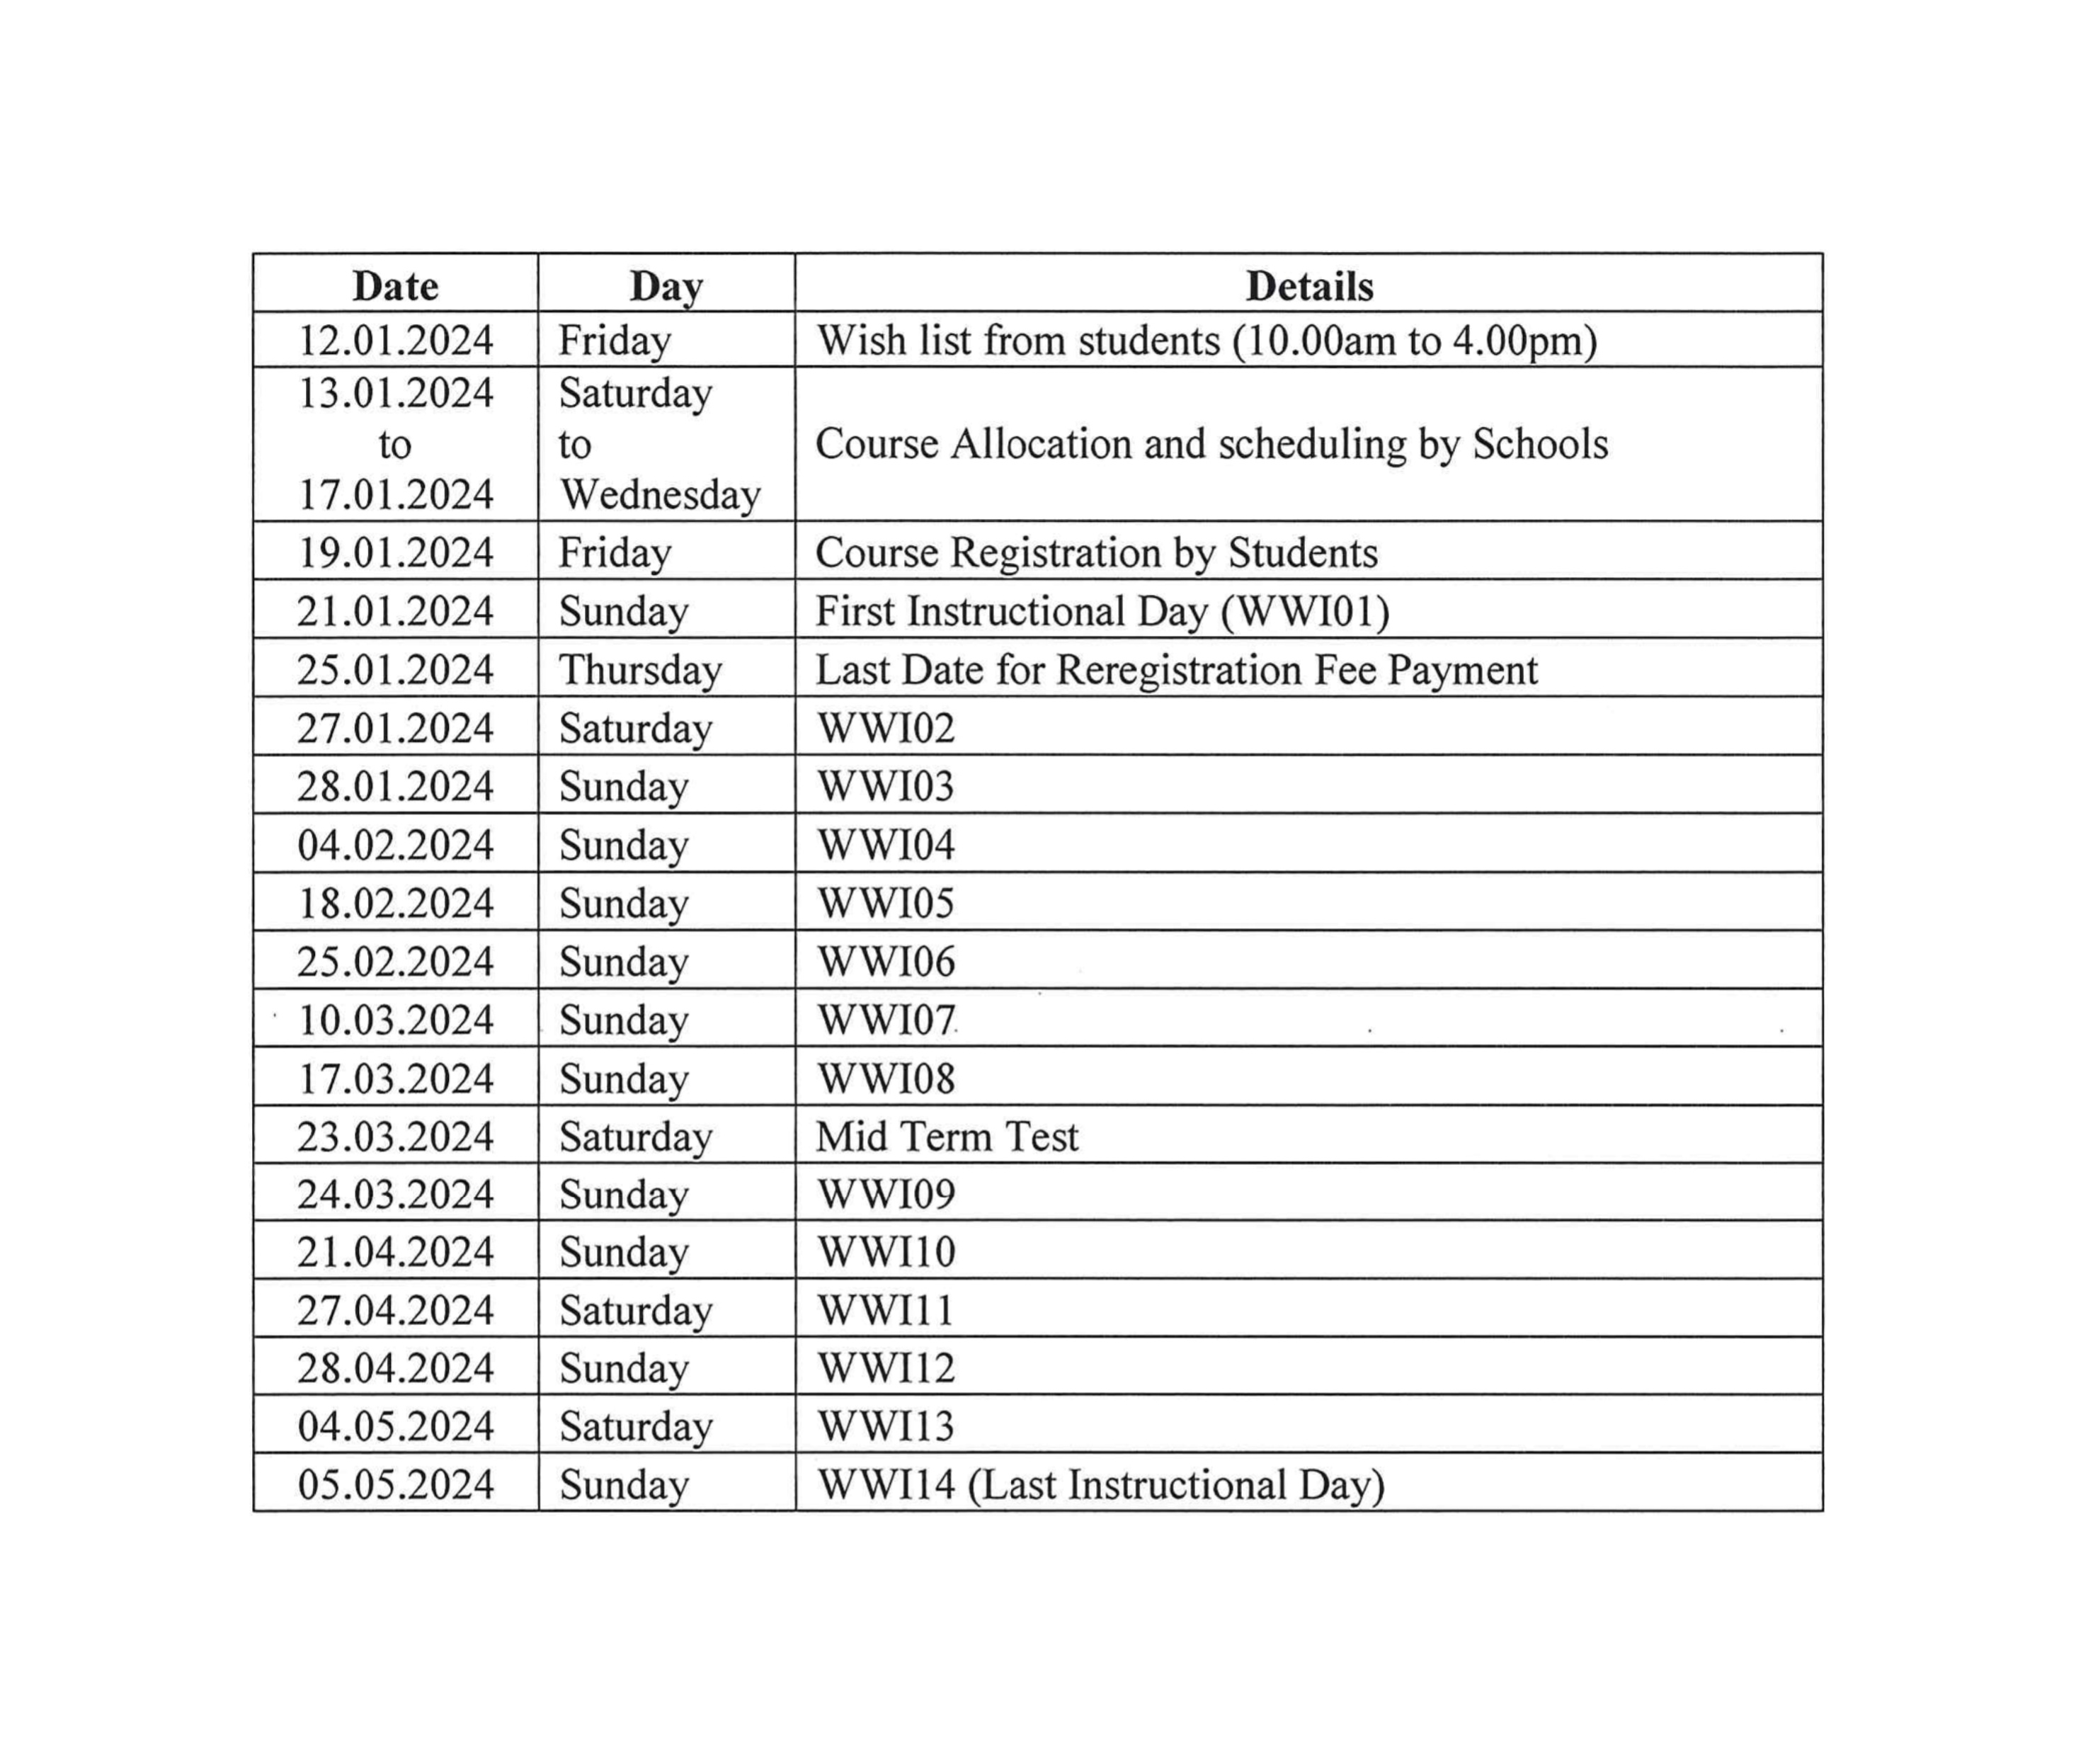 Date Day Details
12.01.2024 Friday Wish list from students (10.00am to 4.00pm)
13.01.2024 Saturday
to to Course Allocation and scheduling by Schools
17.01.2024 Wednesday
19.01.2024 Friday Course Registration by Students
21.01.2024 Sunday First Instructional Day (WWI01)
25.01.2024 Thursday Last Date for Reregistration Fee Payment
27.01.2024 Saturday WWI02
28.01.2024 Sunday WWI03
04.02.2024 Sunday WWI04
18.02.2024 Sunday WWI05
25.02.2024 Sunday WWI06
10.03.2024 Sunday WWI07
17.03.2024 Sunday WWI08
23.03.2024 Saturday Mid Term Test
24.03.2024 Sunday WWI09
21.04.2024 Sunday WWI10
27.04.2024 Saturday WWI11
28.04.2024 Sunday WWI12
04.05.2024 Saturday WWI13
05.05.2024 Sunday WWI14 (Last Instructional Day)